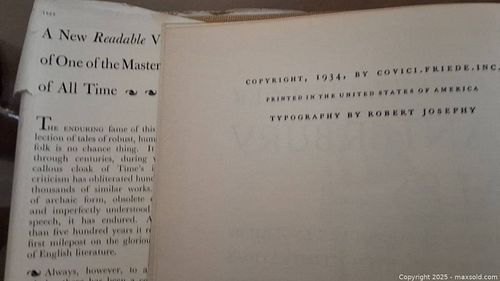 A New Readable V
of One of the Master
of All Time
THE ENDURING fame of this
lection of tales of robust, hum
folk is no chance thing. It
through centuries, during
callous cloak of Time's
criticism has obliterated hund
thousands of similar works.
of archaic form, obsolete
and imperfectly understood
speech, it has endured. A
than five hundred years it r
first milepost on the gloriou
of English literature.
Always, however, to a
COPYRIGHT, 1934, BY COVICI, FRIEDE, INC.
PRINTED IN THE UNITED STATES OF AMERICA
TYPOGRAPHY BY ROBERT JOSEPHY
Copyright 2025 - maxsold.com